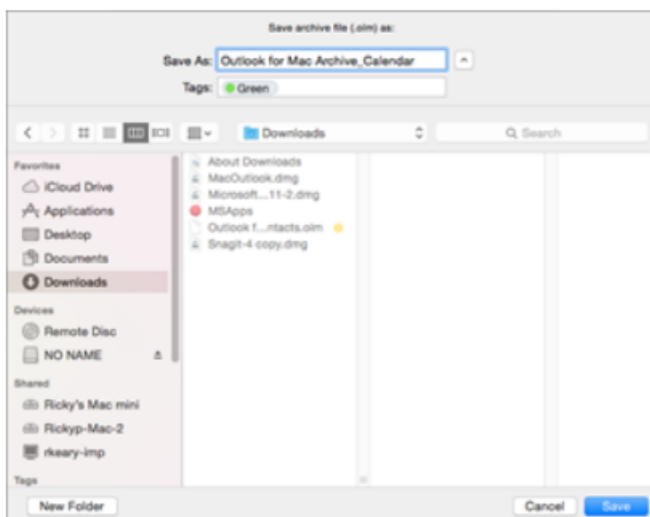 Save archive file (.olm) as:
Save As: Outlook for Mac Archive_Calendar
Tags: Green
Downloads
Search
Favorites
iCloud Drive
Applications
Desktop
Documents
Downloads
Devices
Remote Disc
NO NAME
Shared
Ricky's Mac mini
Rickyp-Mac-2
rkeary-imp
Tags
About Downloads
MacOutlook.dmg
Microsoft...11-2.dmg
MSApps
Outlook f...ntacts.olm
Snagit-4 copy.dmg
New Folder
Cancel
Save